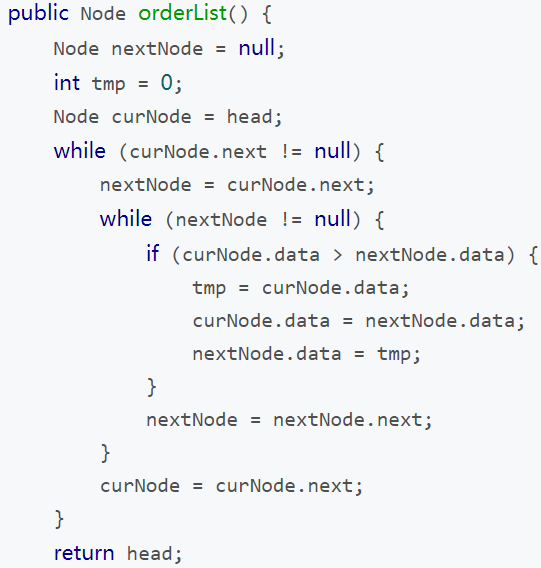 public Node orderList() {
    Node nextNode = null;
    int tmp = 0;
    Node curNode = head;
    while (curNode.next != null) {
        nextNode = curNode.next;
        while (nextNode != null) {
            if (curNode.data > nextNode.data) {
                tmp = curNode.data;
                curNode.data = nextNode.data;
                nextNode.data = tmp;
            }
            nextNode = nextNode.next;
        }
        curNode = curNode.next;
    }
    return head;